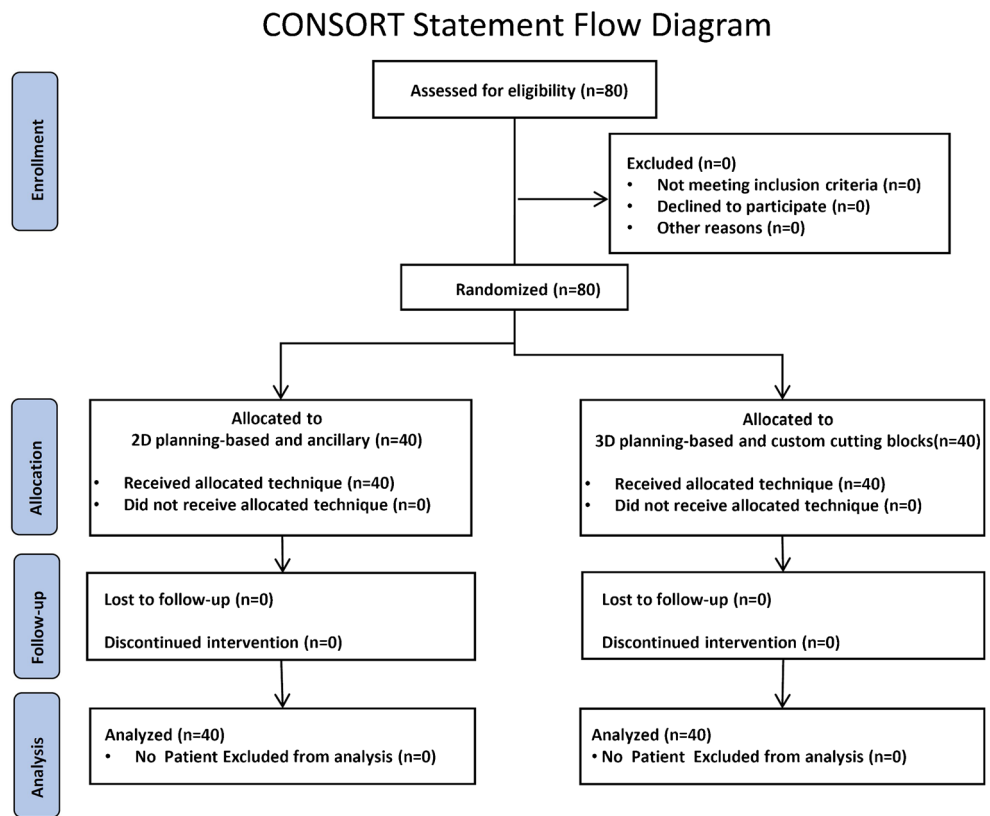 CONSORT Statement Flow Diagram
Enrollment
Assessed for eligibility (n=80)
Excluded (n=0)
• Not meeting inclusion criteria (n=0)
• Declined to participate (n=0)
• Other reasons (n=0)
Randomized (n=80)
Allocation
Allocated to
2D planning-based and ancillary (n=40)
• Received allocated technique (n=40)
• Did not receive allocated technique (n=0)
Allocated to
3D planning-based and custom cutting blocks(n=40)
• Received allocated technique (n=40)
• Did not receive allocated technique (n=0)
Follow-up
Lost to follow-up (n=0)
Discontinued intervention (n=0)
Lost to follow-up (n=0)
Discontinued intervention (n=0)
Analysis
Analyzed (n=40)
• No Patient Excluded from analysis (n=0)
Analyzed (n=40)
• No Patient Excluded from analysis (n=0)